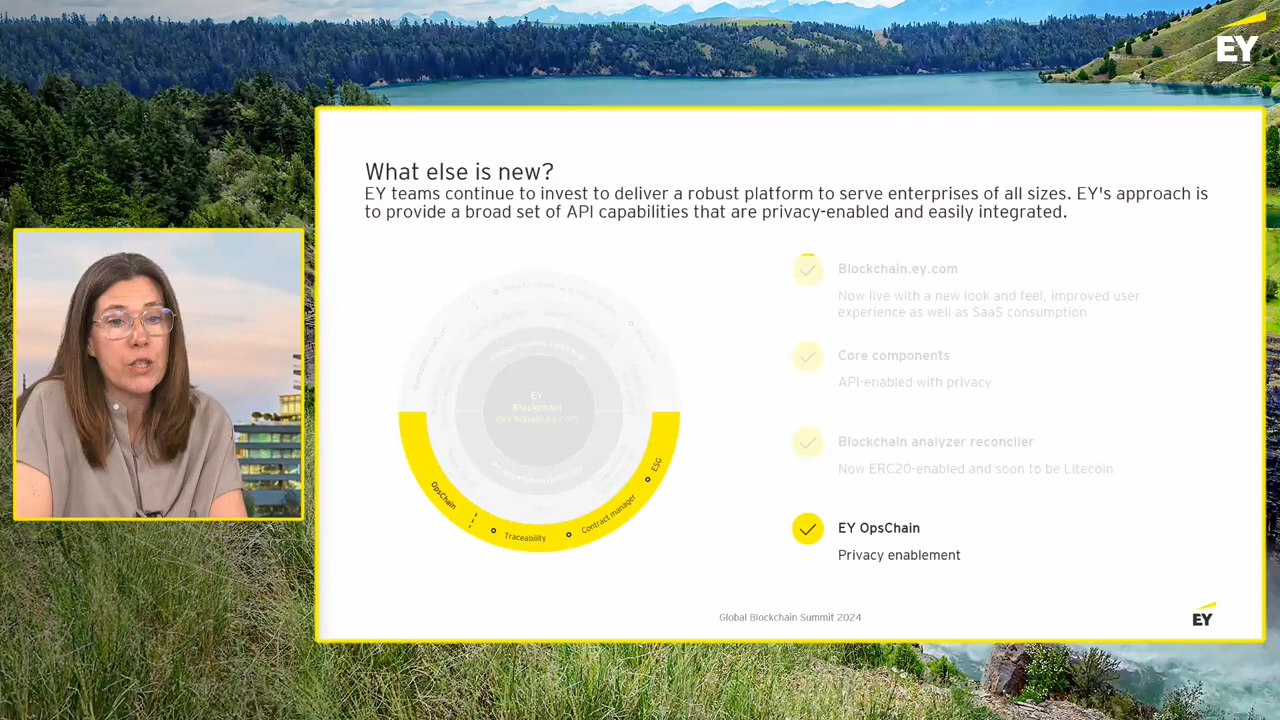 EY
What else is new?
EY teams continue to invest to deliver a robust platform to serve enterprises of all sizes. EY's approach is
to provide a broad set of API capabilities that are privacy-enabled and easily integrated.
Blockchain.ey.com
Now live with a new look and feel, improved user
experience as well as SaaS consumption
Core components
API-enabled with privacy
Blockchain analyzer reconciler
Now ERC20-enabled and soon to be Litecoin
EY OpsChain
Privacy enablement
EY
Blockchain
OpsChain
Traceability
Contract manager
ESG
Global Blockchain Summit 2024
EY